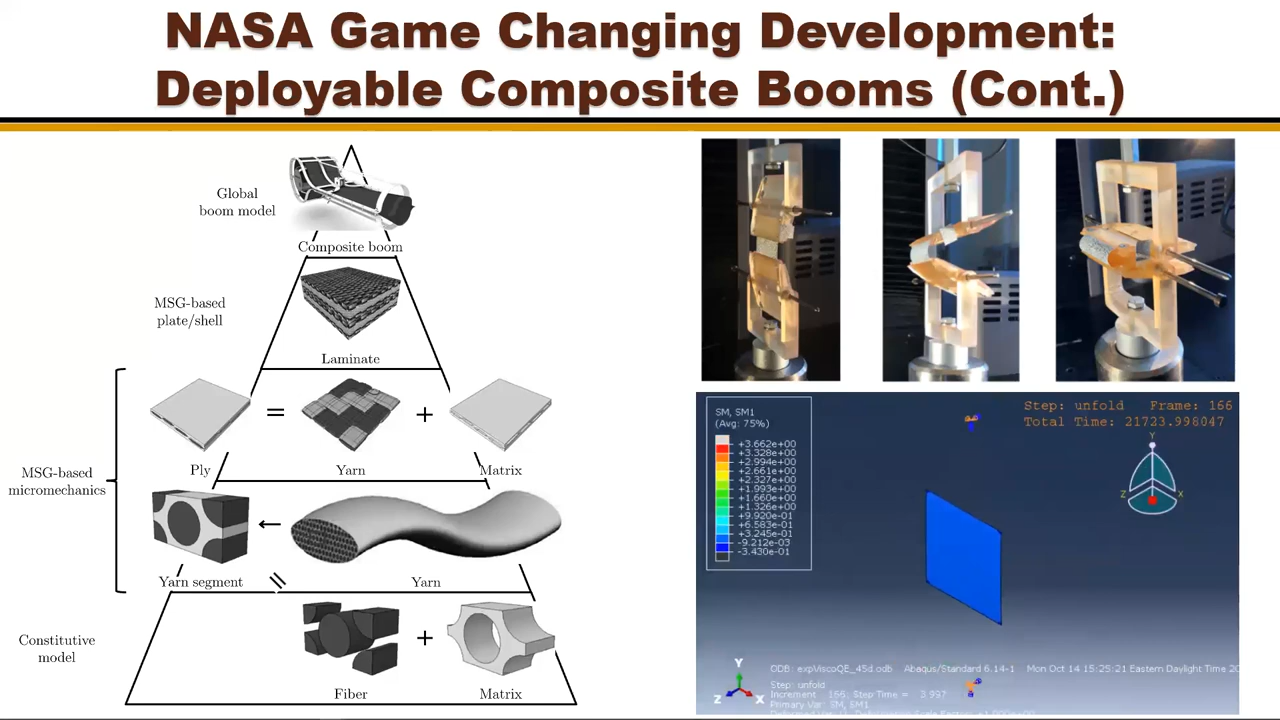 NASA Game Changing Development:
Deployable Composite Booms (Cont.)
Global
boom model
Composite boom
MSG-based
plate/shell
Laminate
=
+
Ply
Yarn
Matrix
MSG-based
micromechanics
Yarn segment
Yarn
=
Constitutive
model
+
Fiber
Matrix
SM, SM1
(Avg: 75%)
+3.662e+00
+3.328e+00
+2.994e+00
+2.661e+00
+2.327e+00
+1.993e+00
+1.660e+00
+1.326e+00
+9.920e-01
+6.583e-01
+3.245e-01
-9.212e-03
-3.430e-01
Step: unfold Frame: 166
Total Time: 21723.998047
Y
Z X
ODB: expViscoQE_45d.odb Abaqus/Standard 6.14-1 Mon Oct 14 15:25:21 Eastern Daylight Time 20
Y
Z X
Step: unfold
Increment 166: Step Time = 3.997
Primary Var: SM, SM1